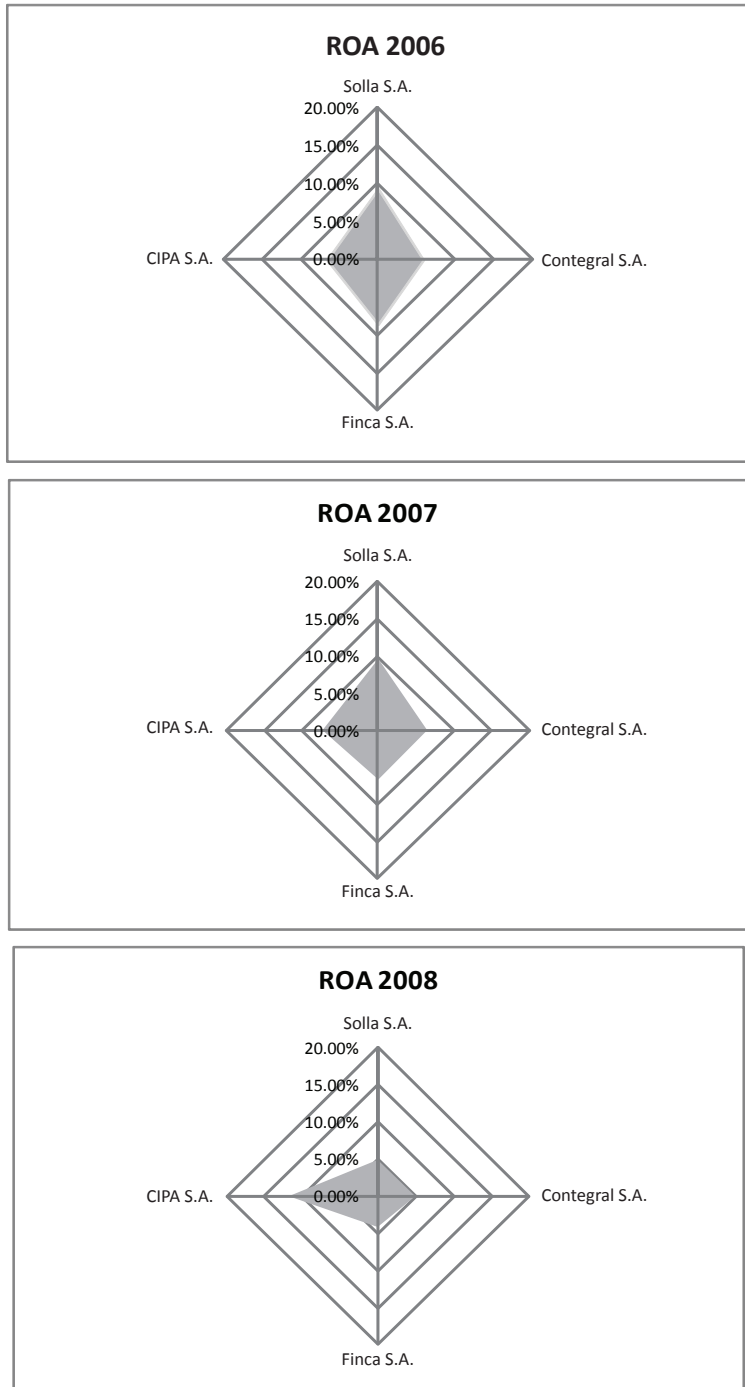 ROA 2006
Solla S.A.
20.00%
15.00%
10.00%
5.00%
CIPA S.A.
0.00%
Contegral S.A.
Finca S.A.
ROA 2007
Solla S.A.
20.00%
15.00%
10.00%
5.00%
CIPA S.A.
0.00%
Contegral S.A.
Finca S.A.
ROA 2008
Solla S.A.
20.00%
15.00%
10.00%
5.00%
CIPA S.A.
0.00%
Contegral S.A.
Finca S.A.